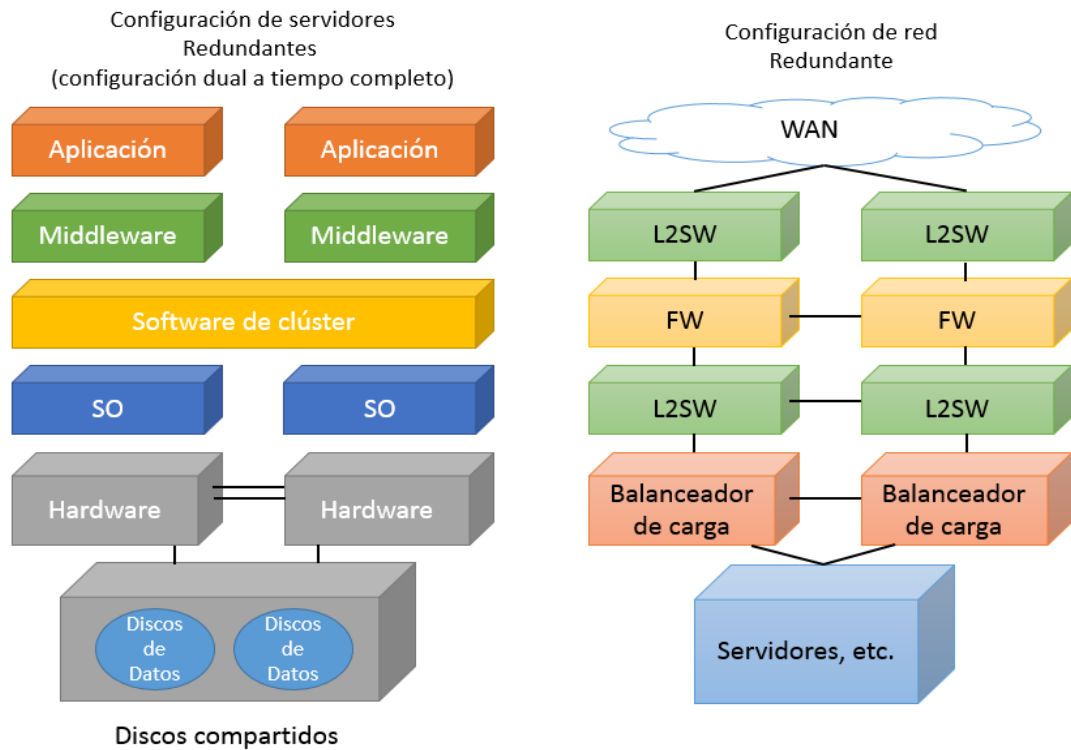 Configuración de servidores
Redundantes
(configuración dual a tiempo completo)
Aplicación
Aplicación
Middleware
Middleware
Software de clúster
SO
SO
Hardware
Hardware
Discos
de
Datos
Discos
de
Datos
Discos compartidos
Configuración de red
Redundante
WAN
L2SW
L2SW
FW
FW
L2SW
L2SW
Balanceador
de carga
Balanceador
de carga
Servidores, etc.